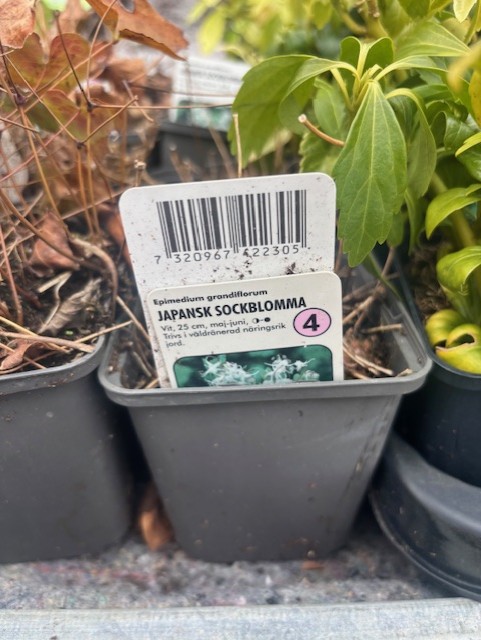 7 320967 422305
Epimedium grandiflorum
JAPANSK SOCKBLOMMA
Vit, 25 cm, maj-juni,
Trivs i väldränerad näringsrik
jord.
4